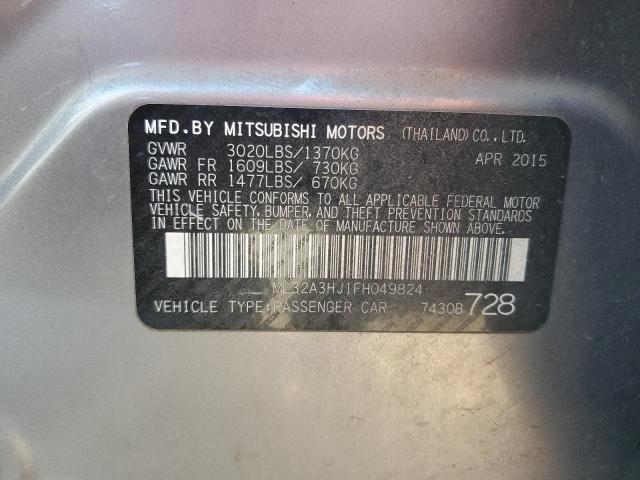 MFD.BY MITSUBISHI MOTORS (THAILAND)CO.,LTD.
GVWR 3020LBS/1370KG APR 2015
GAWR FR 1609LBS/ 730KG
GAWR RR 1477LBS/ 670KG
THIS VEHICLE CONFORMS TO ALL APPLICABLE FEDERAL MOTOR
VEHICLE SAFETY, BUMPER, AND THEFT PREVENTION STANDARDS
IN EFFECT ON THE DATE OF MANUFACTURE SHOWN ABOVE.
ML32A3HJ1FH049824
VEHICLE TYPE:PASSENGER CAR 7430B 728